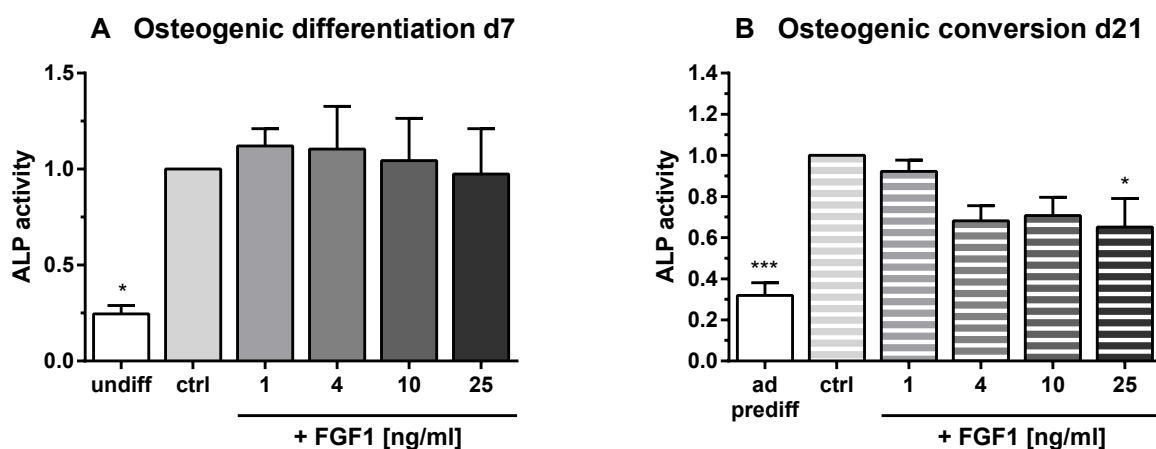 A Osteogenic differentiation d7
ALP activity
1.5
1.0
0.5
0.0
*
undiff ctrl 1 4 10 25
+ FGF1 [ng/ml]
B Osteogenic conversion d21
ALP activity
1.4
1.2
1.0
0.8
0.6
0.4
0.2
0.0
***
*
ad ctrl 1 4 10 25
prediff
+ FGF1 [ng/ml]